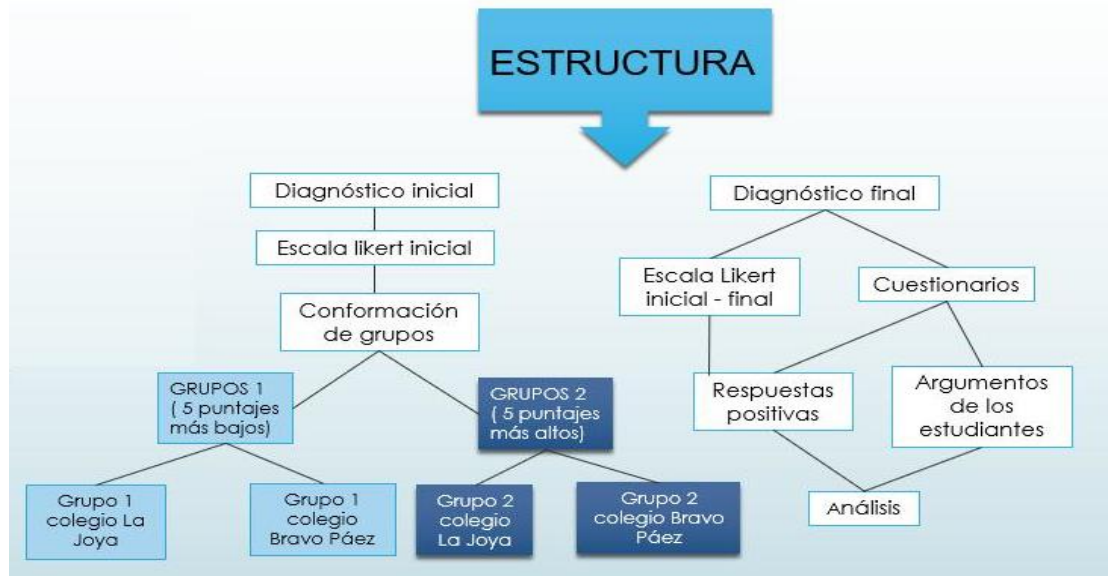 ESTRUCTURA
Diagnóstico inicial
Escala likert inicial
Conformación
de grupos
GRUPOS 1
( 5 puntajes
más bajos)
GRUPOS 2
( 5 puntajes
más altos)
Grupo 1
colegio La
Joya
Grupo 1
colegio
Bravo Páez
Grupo 2
colegio
La Joya
Grupo 2
colegio Bravo
Páez
Diagnóstico final
Escala Likert
inicial - final
Cuestionarios
Respuestas
positivas
Argumentos
de los
estudiantes
Análisis